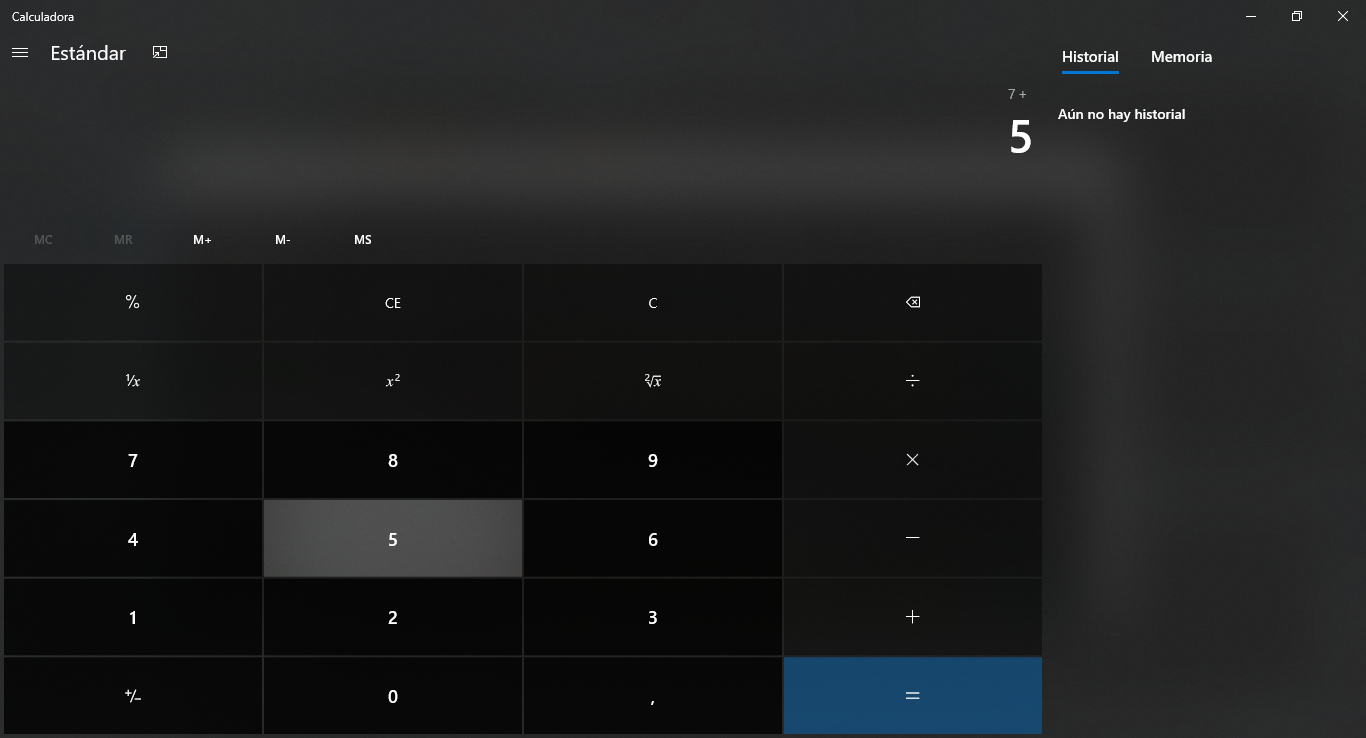 Calculadora
Estándar
Historial Memoria
7 +
5
Aún no hay historial
MC MR M+ M- MS
% CE C
¹/x x² ²√x ÷
7 8 9 ×
4 5 6 −
1 2 3 +
+/− 0 , =